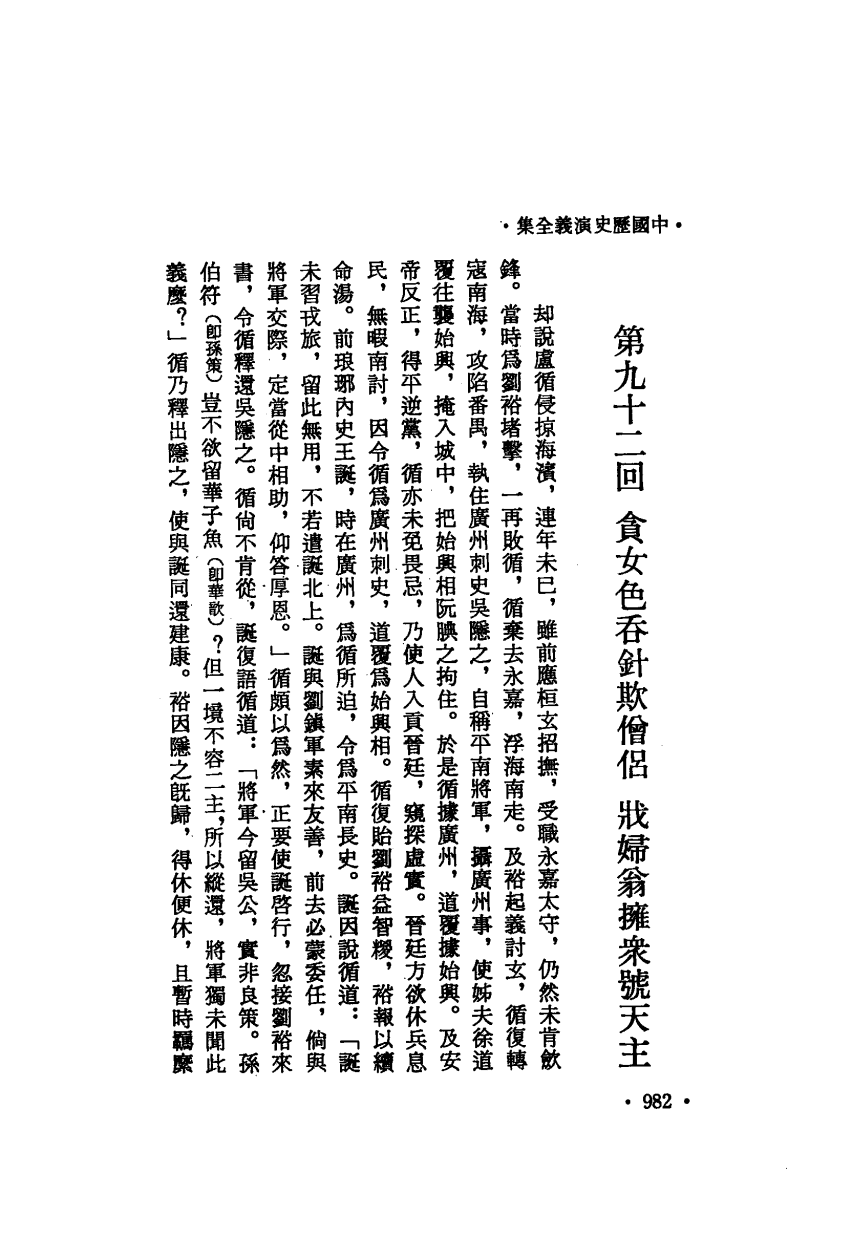 ·中國歷史演義全集·
第九十二回 貪女色吞針欺僧侶 戕婦翁擁衆號天主
却說盧循侵掠海濱，連年未已，雖前應桓玄招撫，受職永嘉太守，仍然未肯歛
鋒。當時爲劉裕堵擊，一再敗循，循棄去永嘉，浮海南走。及裕起義討玄，循復轉
寇南海，攻陷番禺，執住廣州刺史吳隱之，自稱平南將軍，攝廣州事，使姊夫徐道
覆往襲始興，掩入城中，把始興相阮腆之拘住。於是循據廣州，道覆據始興。及安
帝反正，得平逆黨，循亦未免畏忌，乃使人入貢晉廷，窺探虛實。晉廷方欲休兵息
民，無暇南討，因令循爲廣州刺史，道覆爲始興相。循復貽劉裕益智糉，裕報以續
命湯。前琅琊內史王誕，時在廣州，爲循所迫，令爲平南長史。誕因說循道：「誕
未習戎旅，留此無用，不若遣誕北上。誕與劉鎭軍素來友善，前去必蒙委任，倘與
將軍交際，定當從中相助，仰答厚恩。」循頗以爲然，正要使誕啓行，忽接劉裕來
書，令循釋還吳隱之。循尙不肯從，誕復語循道：「將軍今留吳公，實非良策。孫
伯符（卽孫策）豈不欲留華子魚（卽華歆）？但一境不容二主，所以縱還，將軍獨未聞此
義麼？」循乃釋出隱之，使與誕同還建康。裕因隱之旣歸，得休便休，且暫時羈縻
·982·